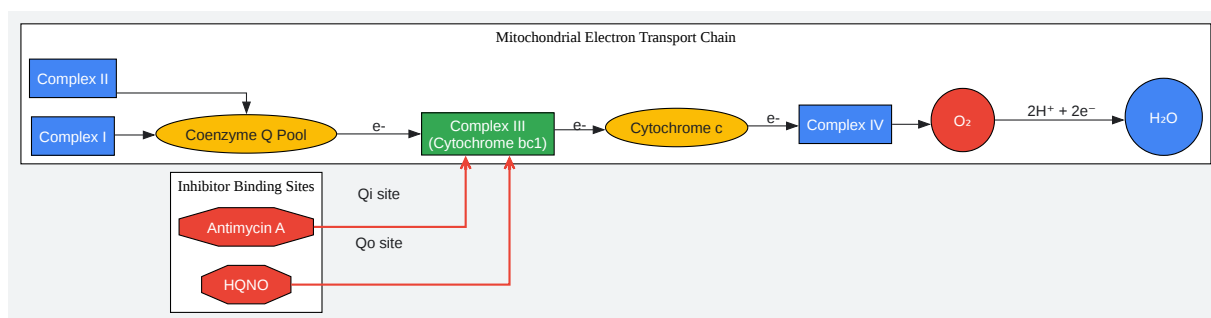 Mitochondrial Electron Transport Chain
Complex II
Complex I
Coenzyme Q Pool
e-
Complex III
(Cytochrome bc1)
e-
Cytochrome c
e-
Complex IV
O₂
2H⁺ + 2e⁻
H₂O
Inhibitor Binding Sites
Antimycin A
Qi site
Qo site
HQNO